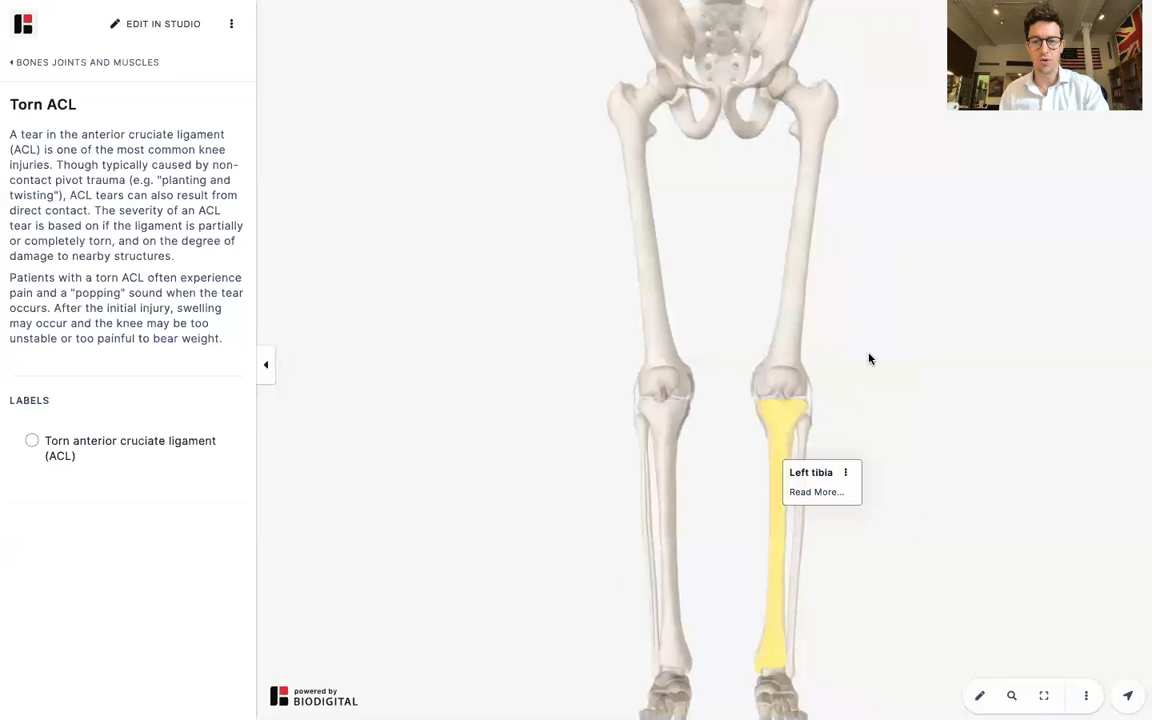 EDIT IN STUDIO
BONES JOINTS AND MUSCLES
Torn ACL
A tear in the anterior cruciate ligament
(ACL) is one of the most common knee
injuries. Though typically caused by non-
contact pivot trauma (e.g. "planting and
twisting"), ACL tears can also result from
direct contact. The severity of an ACL
tear is based on if the ligament is partially
or completely torn, and on the degree of
damage to nearby structures.
Patients with a torn ACL often experience
pain and a "popping" sound when the tear
occurs. After the initial injury, swelling
may occur and the knee may be too
unstable or too painful to bear weight.
LABELS
Torn anterior cruciate ligament
(ACL)
Left tibia
Read More...
powered by
BIODIGITAL